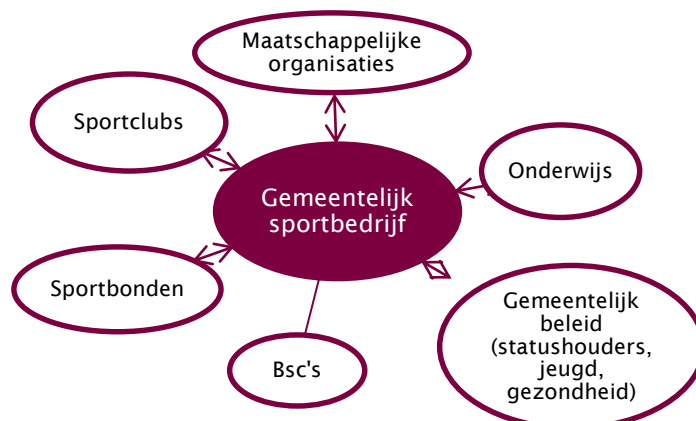 Maatschappelijke
organisaties
Sportclubs
Onderwijs
Gemeentelijk
sportbedrijf
Sportbonden
Gemeentelijk
beleid
(statushouders,
jeugd,
gezondheid)
Bsc's